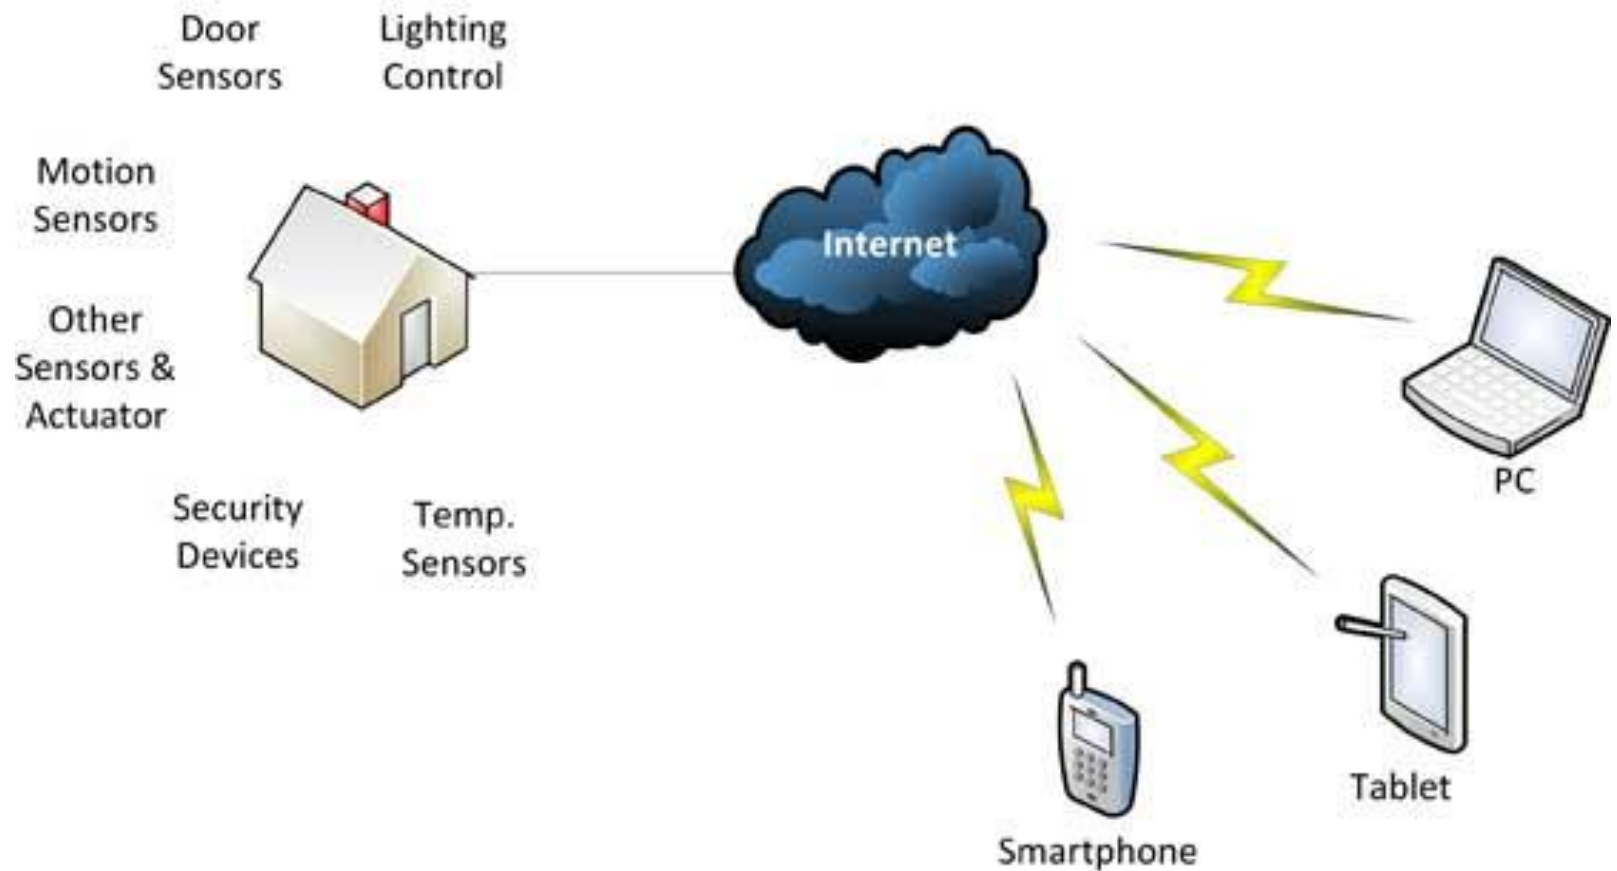 Door
Sensors
Lighting
Control
Motion
Sensors
Internet
Other
Sensors &
Actuator
PC
Security
Devices
Temp.
Sensors
Tablet
Smartphone